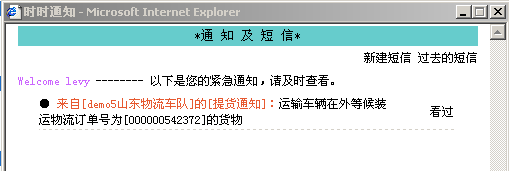 时时通知 - Microsoft Internet Explorer
*通 知 及 短 信*
新建短信 过去的短信
Welcome levy -------- 以下是您的紧急通知，请及时查看。
● 来自[demo5山东物流车队]的[提货通知]：运输车辆在外等候装
运物流订单号为[000000542372]的货物
看过